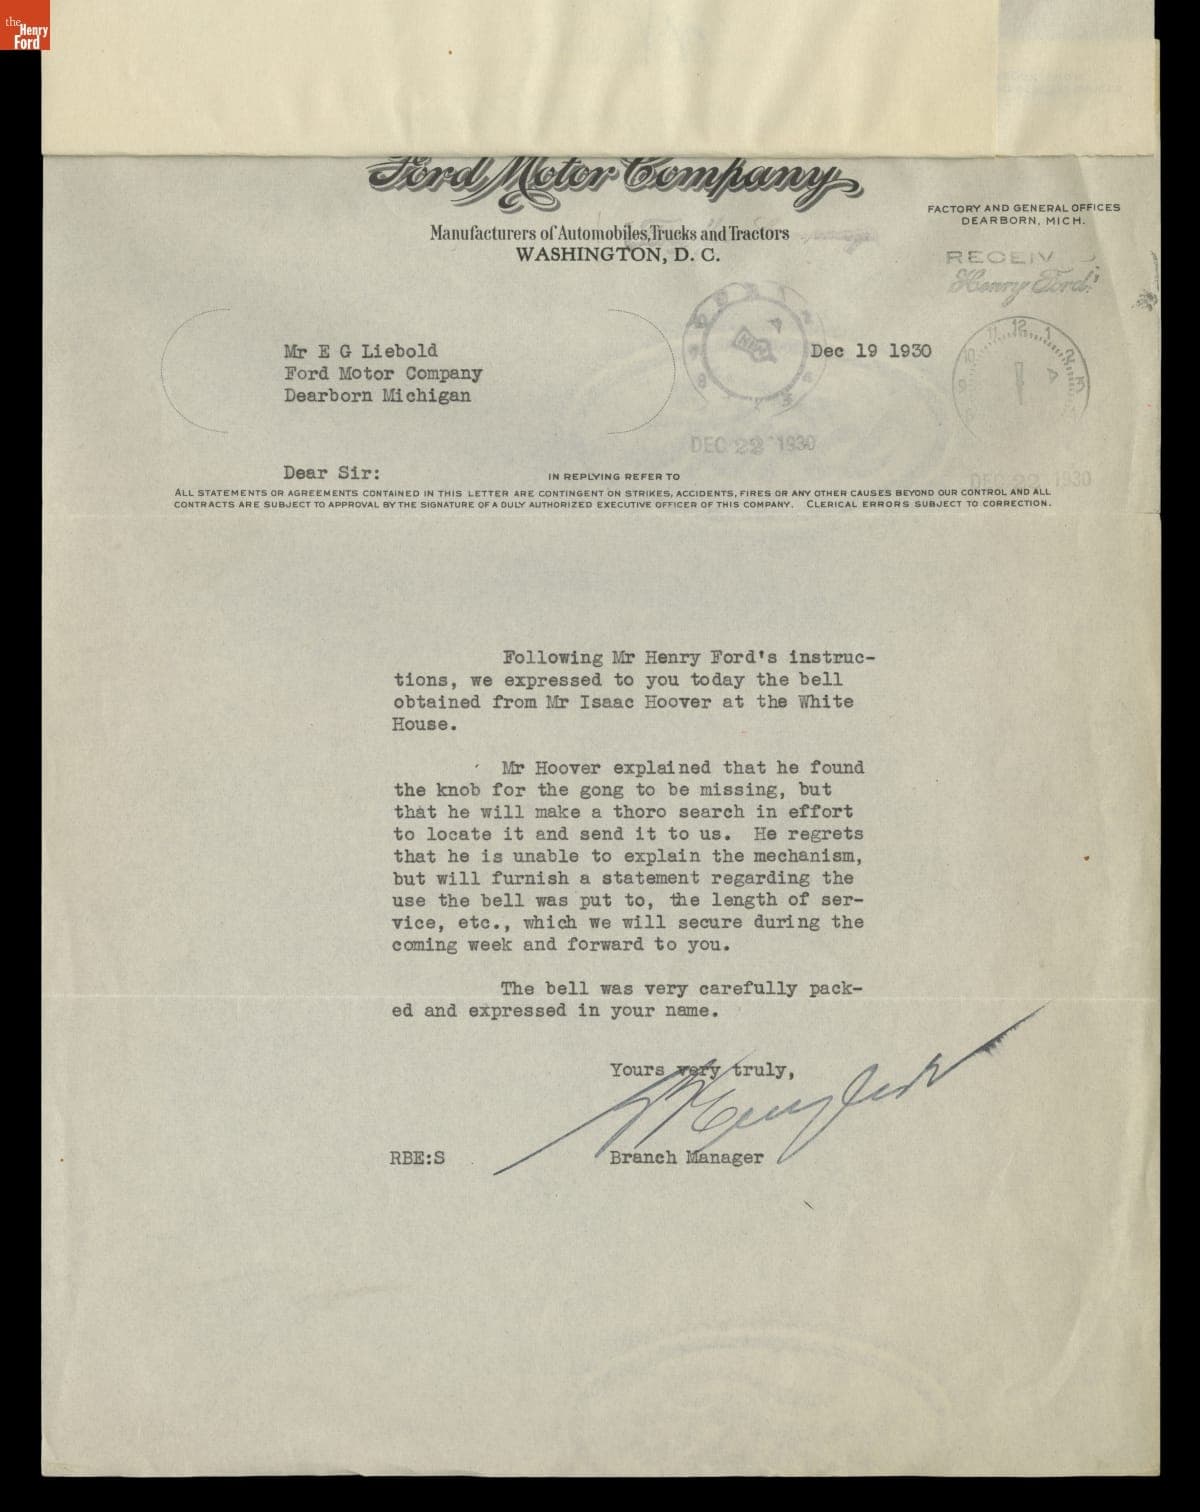 the
Henry
Ford
Ford Motor Company
Manufacturers of Automobiles, Trucks and Tractors
WASHINGTON, D. C.
FACTORY AND GENERAL OFFICES
DEARBORN, MICH.
Henry Ford
Mr E G Liebold
Ford Motor Company
Dearborn Michigan
Dec 19 1930
DEC 22 1930
DEC 22 1930
Dear Sir:
IN REPLYING REFER TO
ALL STATEMENTS OR AGREEMENTS CONTAINED IN THIS LETTER ARE CONTINGENT ON STRIKES, ACCIDENTS, FIRES OR ANY OTHER CAUSES BEYOND OUR CONTROL AND ALL
CONTRACTS ARE SUBJECT TO APPROVAL BY THE SIGNATURE OF A DULY AUTHORIZED EXECUTIVE OFFICER OF THIS COMPANY. CLERICAL ERRORS SUBJECT TO CORRECTION.
Following Mr Henry Ford's instruc-
tions, we expressed to you today the bell
obtained from Mr Isaac Hoover at the White
House.
Mr Hoover explained that he found
the knob for the gong to be missing, but
that he will make a thoro search in effort
to locate it and send it to us. He regrets
that he is unable to explain the mechanism,
but will furnish a statement regarding the
use the bell was put to, the length of ser-
vice, etc., which we will secure during the
coming week and forward to you.
The bell was very carefully pack-
ed and expressed in your name.
Yours very truly,
RBE:S
Branch Manager